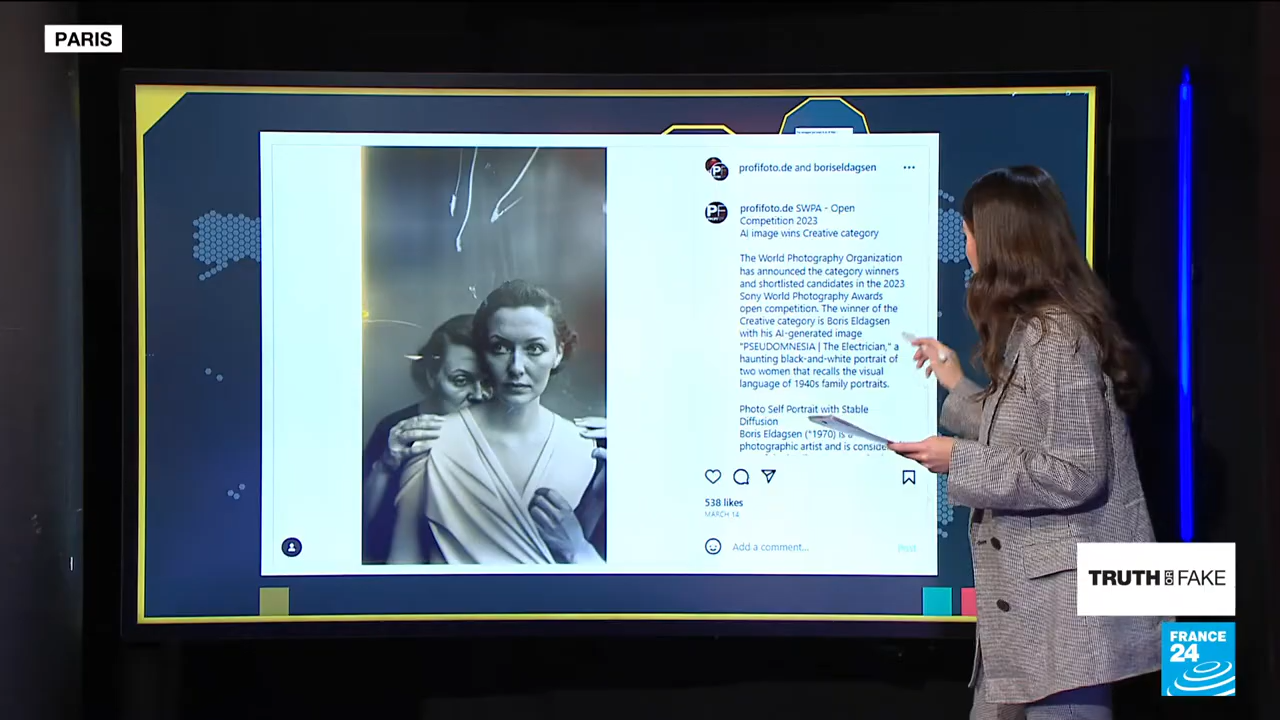 PARIS
profifoto.de and boriseldagsen
profifoto.de SWPA - Open
Competition 2023
AI image wins Creative category
The World Photography Organization
has announced the category winners
and shortlisted candidates in the 2023
Sony World Photography Awards
open competition. The winner of the
Creative category is Boris Eldagsen
with his AI-generated image
"PSEUDOMNESIA | The Electrician," a
haunting black-and-white portrait of
two women that recalls the visual
language of 1940s family portraits.
Photo Self Portrait with Stable
Diffusion
Boris Eldagsen (*1970) is a
photographic artist and is
538 likes
MARCH 14
Add a comment...
Post
TRUTH OR FAKE
FRANCE
24